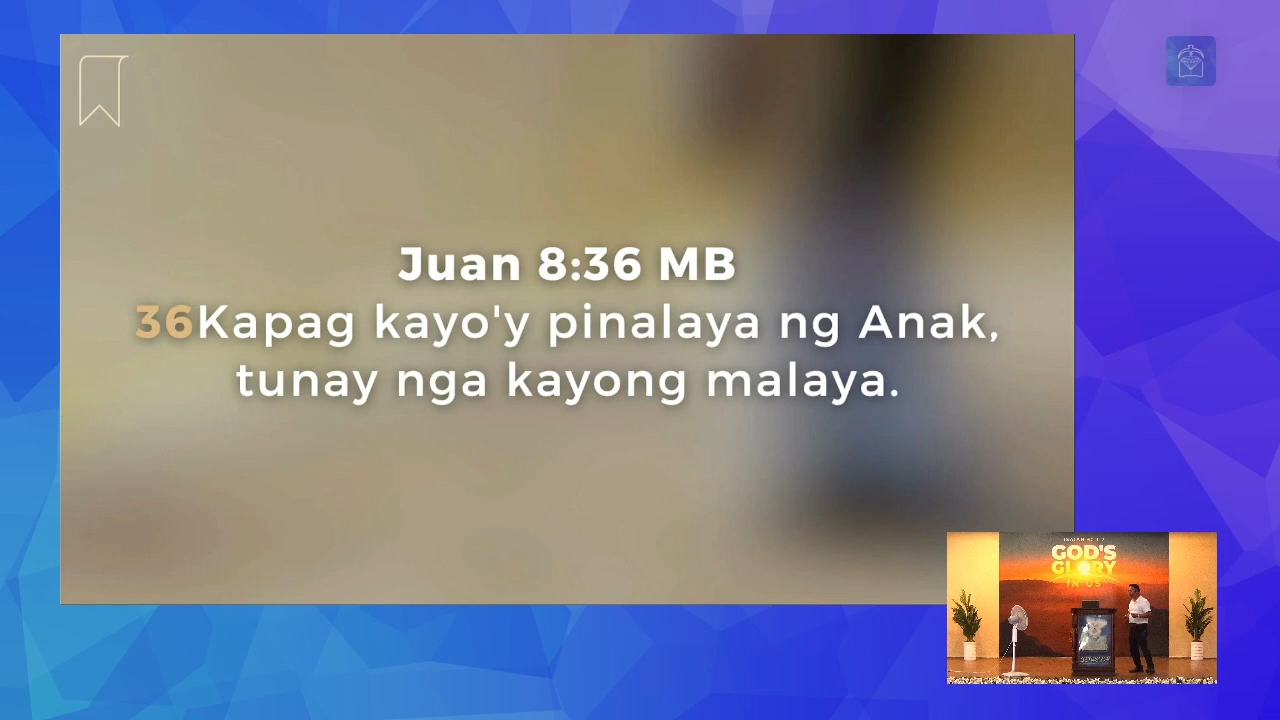 Juan 8:36 MB
36Kapag kayo'y pinalaya ng Anak,
tunay nga kayong malaya.
GOD'S
GLORY
IN US